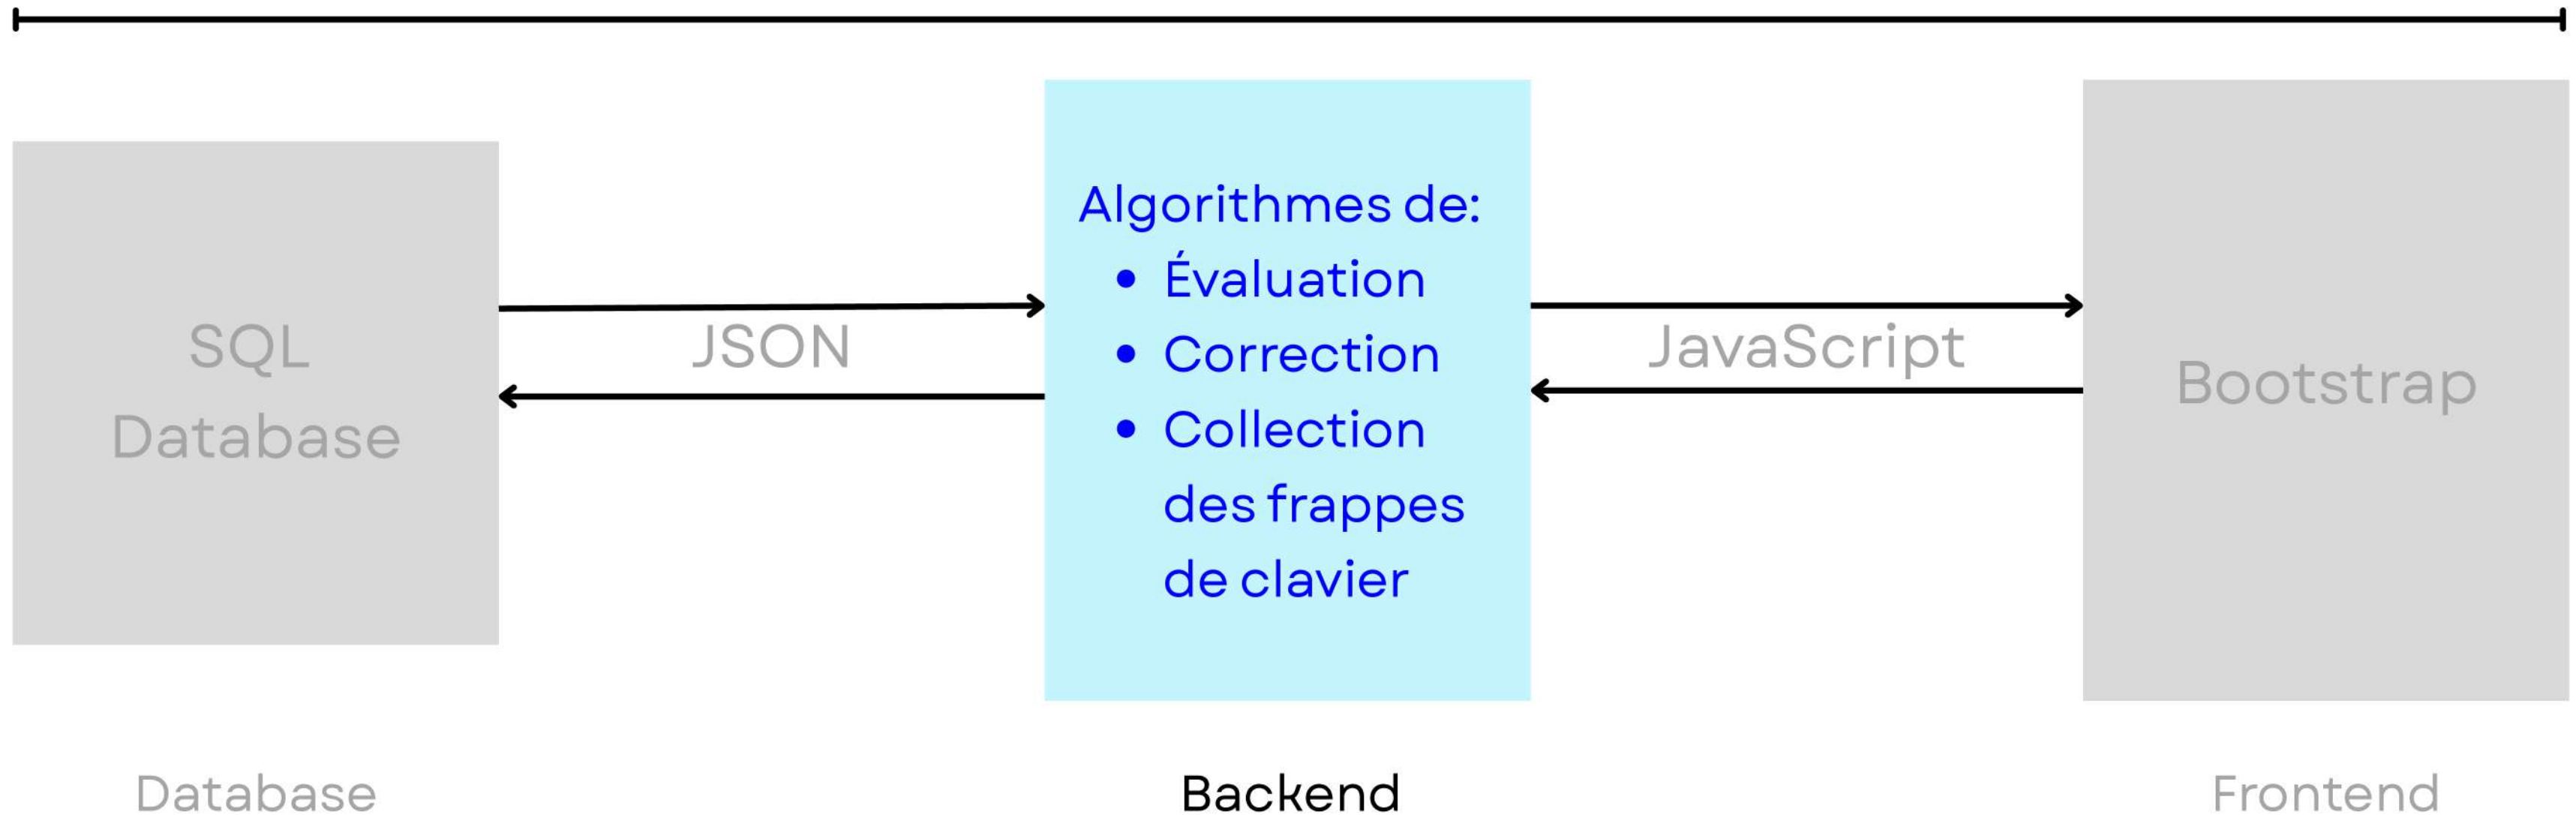 SQL
Database
JSON
Algorithmes de:
• Évaluation
• Correction
• Collection
des frappes
de clavier
JavaScript
Bootstrap
Database
Backend
Frontend